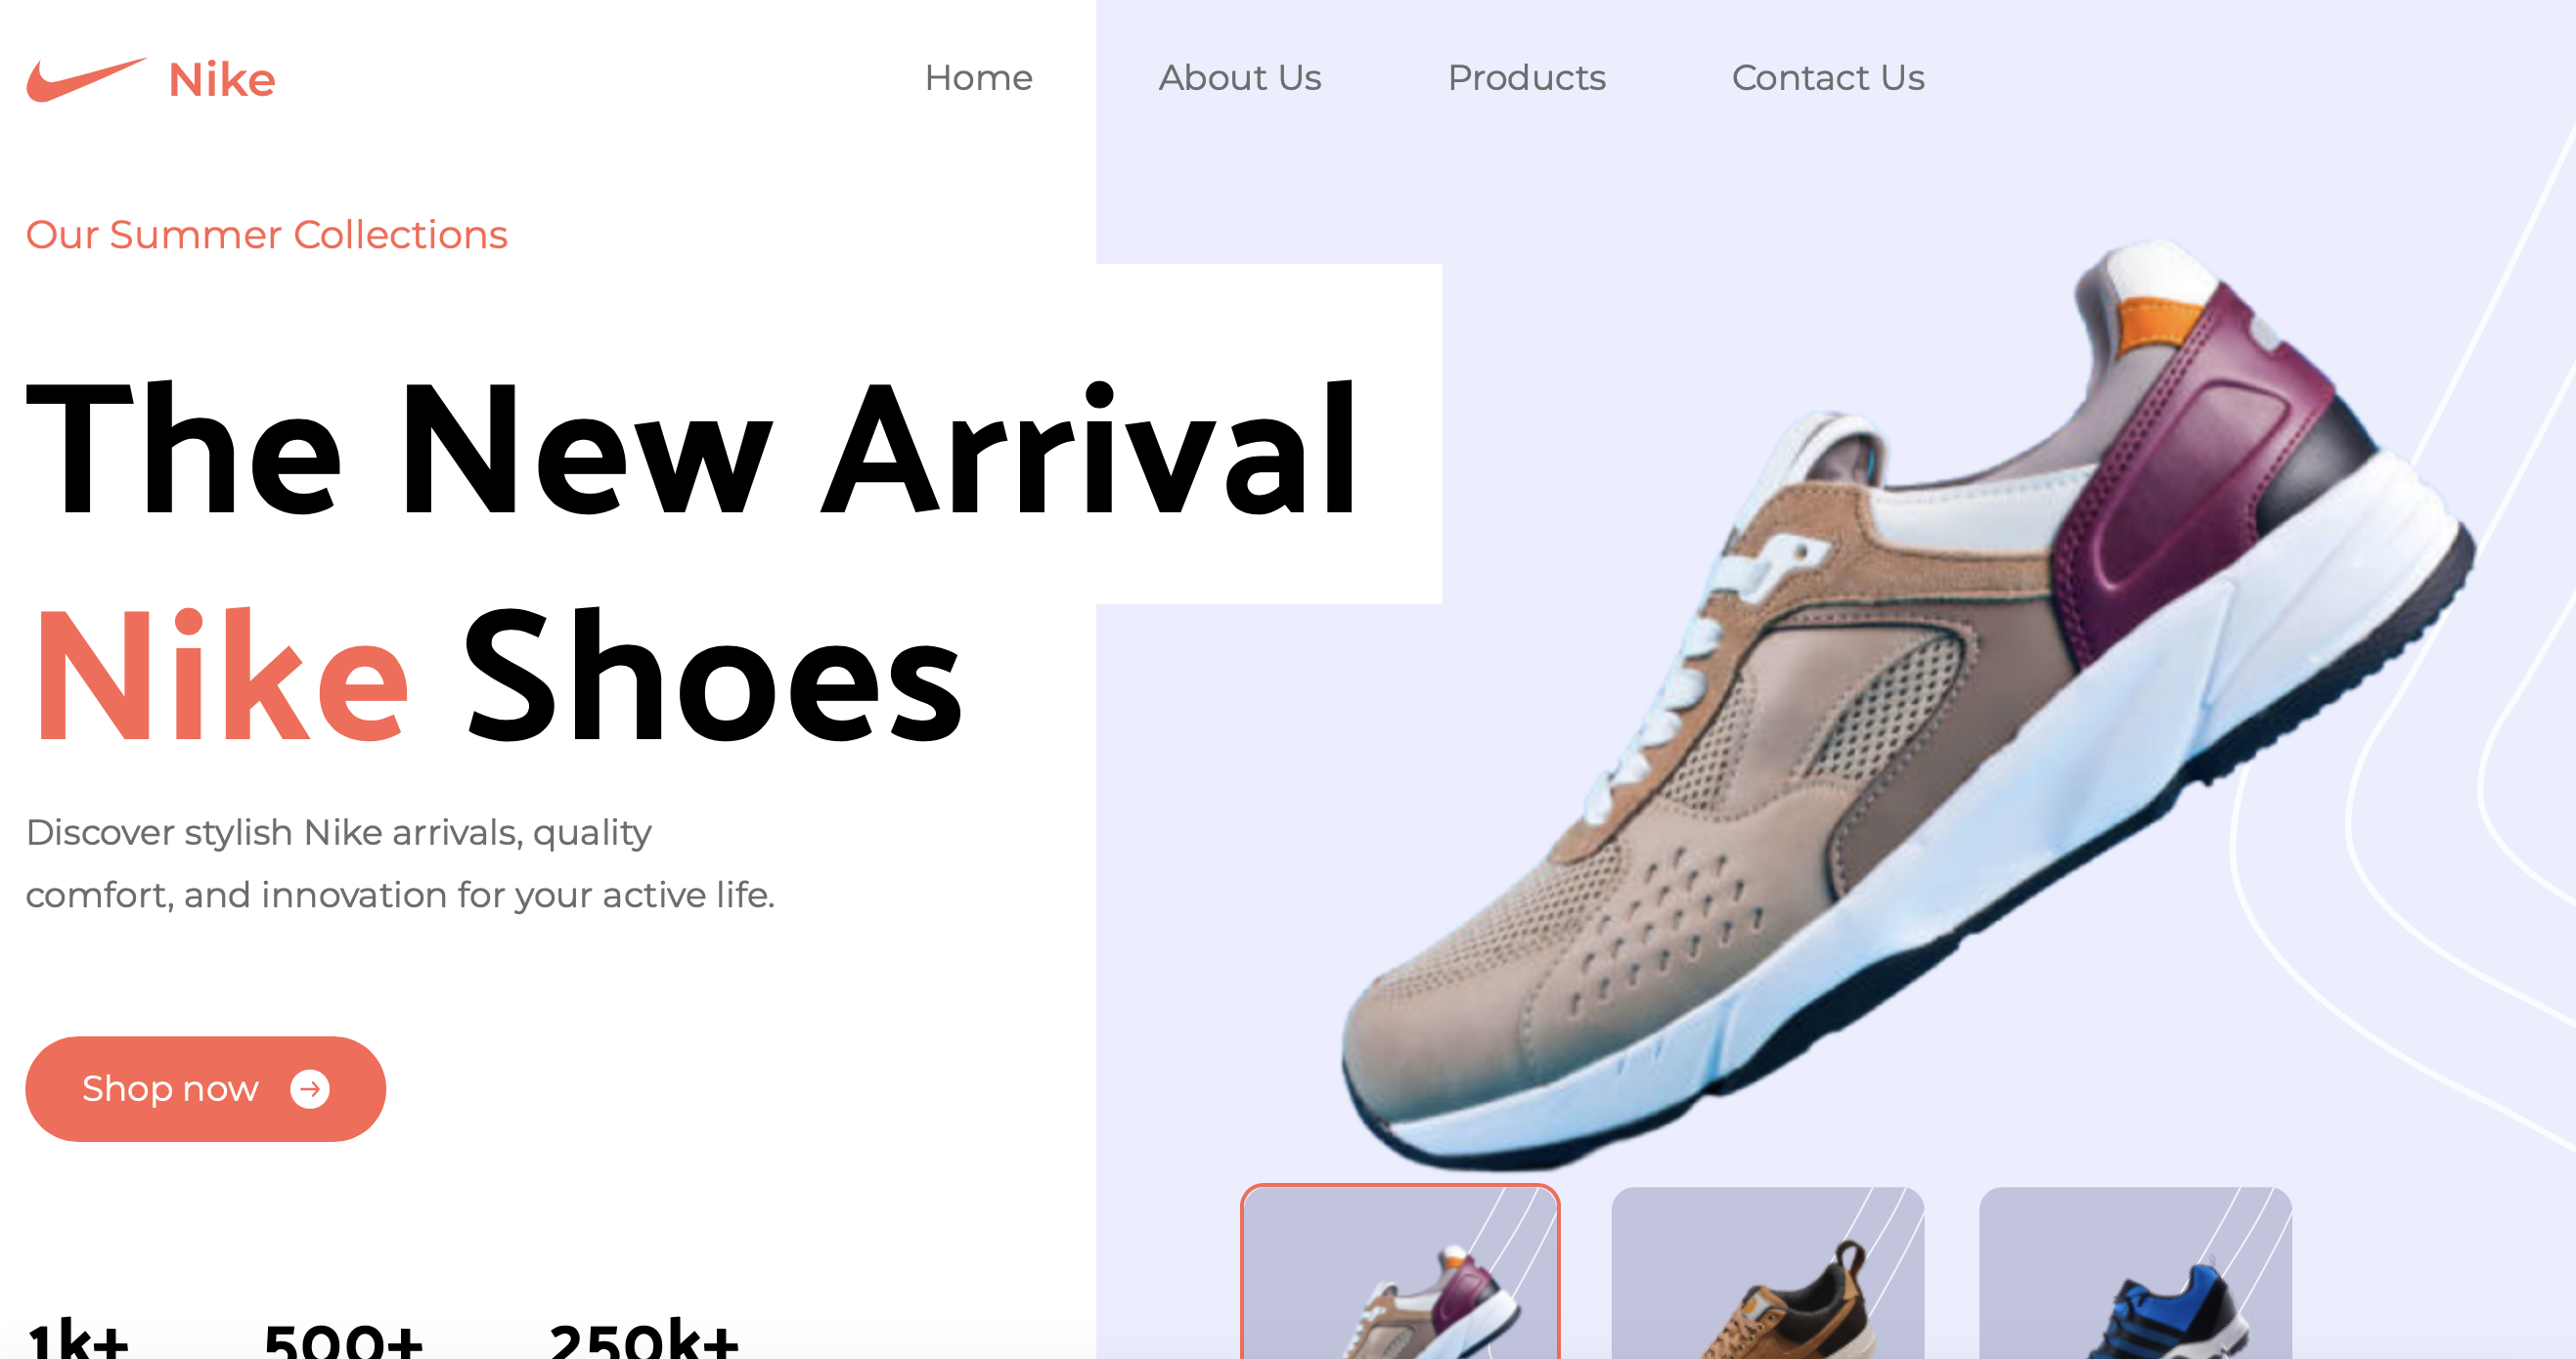 Nike
Home About Us Products Contact Us
Our Summer Collections
The New Arrival
Nike Shoes
Discover stylish Nike arrivals, quality
comfort, and innovation for your active life.
Shop now
1k+ 500+ 250k+